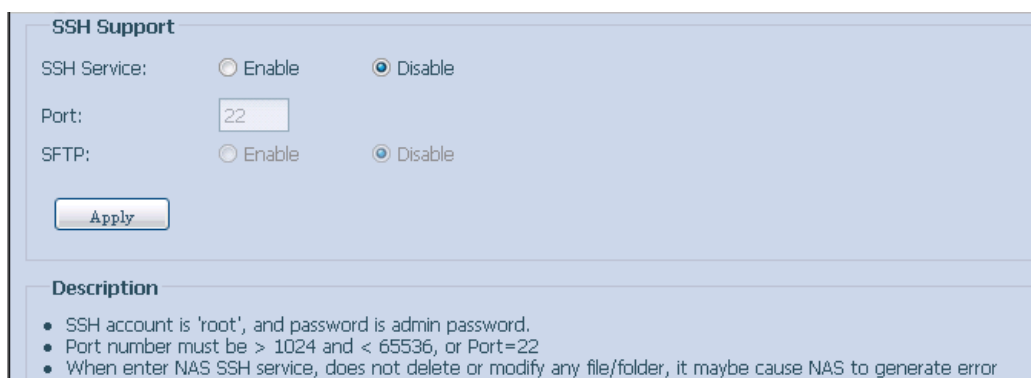 SSH Support
SSH Service: Enable Disable
Port: 22
SFTP: Enable Disable
Apply
Description
• SSH account is 'root', and password is admin password.
• Port number must be > 1024 and < 65536, or Port=22
• When enter NAS SSH service, does not delete or modify any file/folder, it maybe cause NAS to generate error